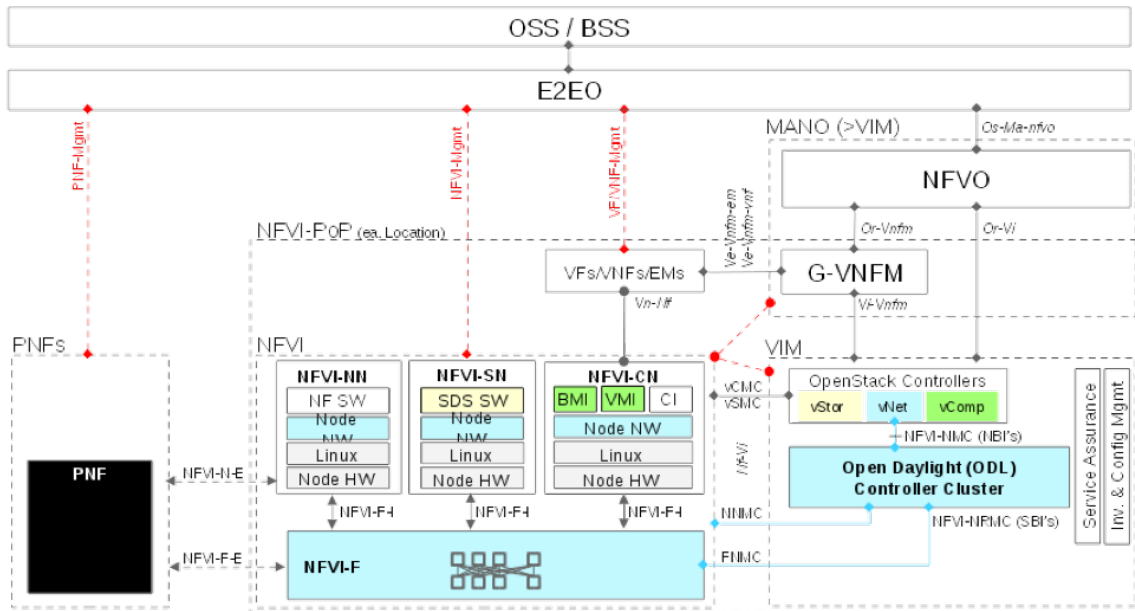 OSS / BSS
E2EO
PNF-Mgmt
NFVI-Mgmt
VF/VNF-Mgmt
MANO (>VIM)
Os-Ma-nfvo
NFVO
Or-Vnfm
Or-Vi
Ve-Vnfm-em
Ve-Vnfm-vnf
NFVI-PoP (ea. Location)
VFs/VNFs/EMs
G-VNFM
Vn-Nf
Vi-Vnfm
PNFs
NFVI
VIM
NFVI-NN
NF SW
Node
NW
Linux
Node HW
NFVI-SN
SDS SW
Node
NW
Linux
Node HW
NFVI-CN
BMI
VMI
CI
Node NW
Linux
Node HW
vCMC
vSMC
Nf-Vi
OpenStack Controllers
vStor
vNet
vComp
NFVI-NMC (NBI's)
Open Daylight (ODL)
Controller Cluster
NFVI-NRMC (SBI's)
Service Assurance
Inv. & Config Mgmt
PNF
NFVI-N-E
NFVI-F-I
NFVI-F-I
NFVI-F-I
NNMC
NFVI-F-E
NFVI-F
FNMC